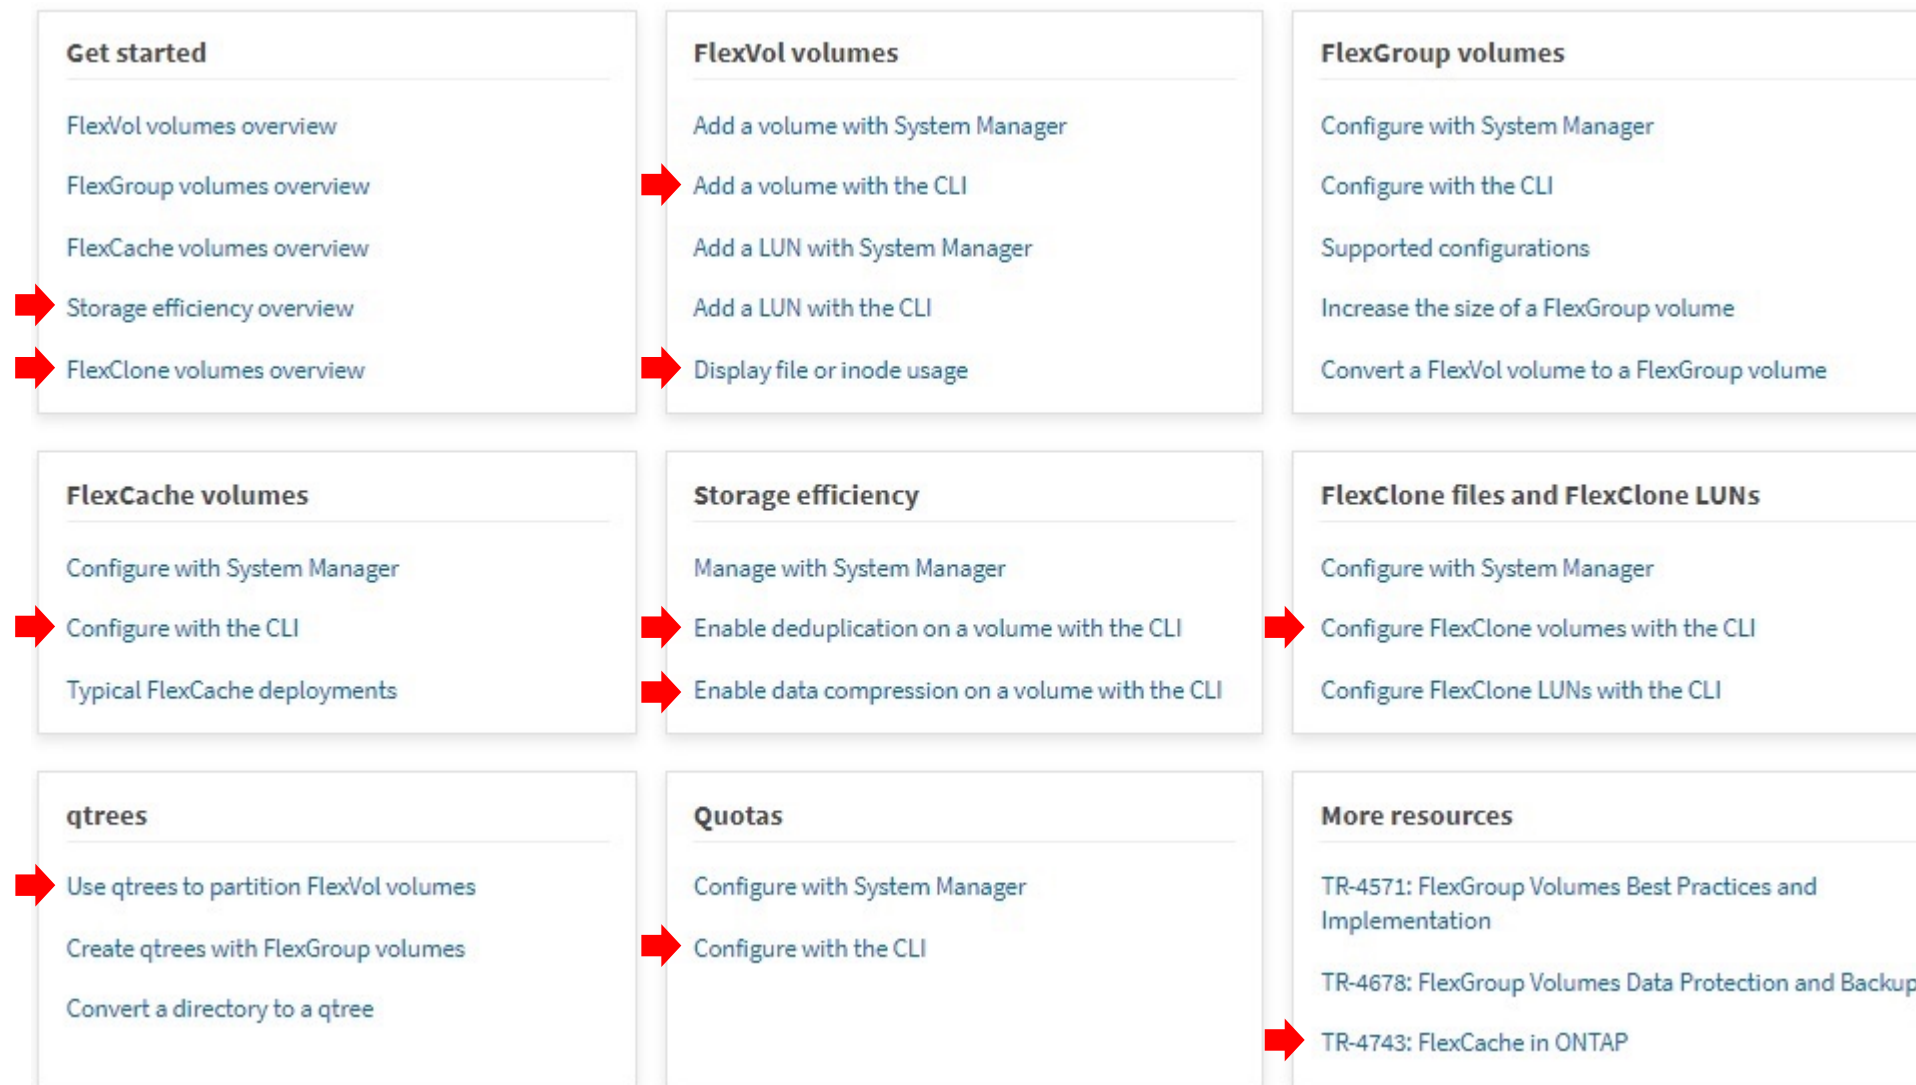 Get started
FlexVol volumes overview
FlexGroup volumes overview
FlexCache volumes overview
Storage efficiency overview
FlexClone volumes overview
FlexVol volumes
Add a volume with System Manager
Add a volume with the CLI
Add a LUN with System Manager
Add a LUN with the CLI
Display file or inode usage
FlexGroup volumes
Configure with System Manager
Configure with the CLI
Supported configurations
Increase the size of a FlexGroup volume
Convert a FlexVol volume to a FlexGroup volume
FlexCache volumes
Configure with System Manager
Configure with the CLI
Typical FlexCache deployments
Storage efficiency
Manage with System Manager
Enable deduplication on a volume with the CLI
Enable data compression on a volume with the CLI
FlexClone files and FlexClone LUNs
Configure with System Manager
Configure FlexClone volumes with the CLI
Configure FlexClone LUNs with the CLI
qtrees
Use qtrees to partition FlexVol volumes
Create qtrees with FlexGroup volumes
Convert a directory to a qtree
Quotas
Configure with System Manager
Configure with the CLI
More resources
TR-4571: FlexGroup Volumes Best Practices and
Implementation
TR-4678: FlexGroup Volumes Data Protection and Backup
TR-4743: FlexCache in ONTAP